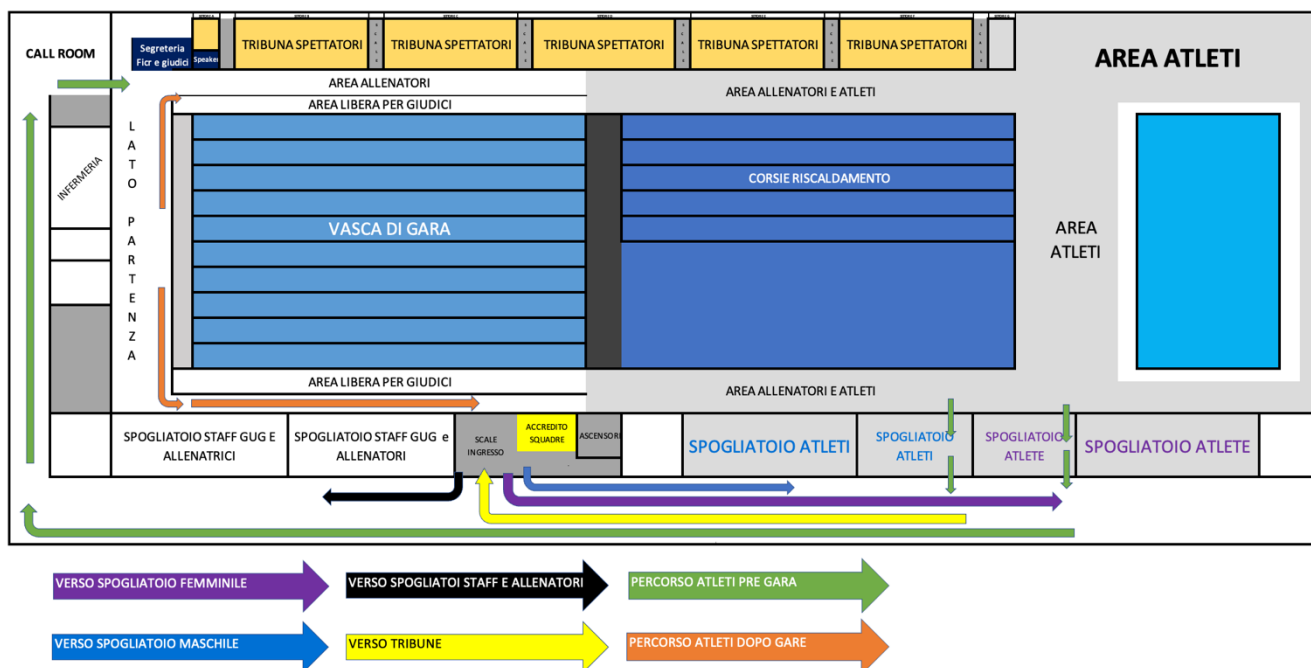 CALL ROOM
Segreteria
Ficr e giudici
Speaker
TRIBUNA SPETTATORI
TRIBUNA SPETTATORI
TRIBUNA SPETTATORI
TRIBUNA SPETTATORI
TRIBUNA SPETTATORI
AREA ATLETI
AREA ALLENATORI
AREA ALLENATORI E ATLETI
AREA LIBERA PER GIUDICI
LATO PARTENZA
INFERMERIA
CORSIE RISCALDAMENTO
VASCA DI GARA
AREA
ATLETI
AREA LIBERA PER GIUDICI
AREA ALLENATORI E ATLETI
SPOGLIATOIO STAFF GUG E
ALLENATRICI
SPOGLIATOIO STAFF GUG e
ALLENATORI
SCALE
INGRESSO
ACCREDITO
SQUADRE
ASCENSORI
SPOGLIATOIO ATLETI
SPOGLIATOIO
ATLETI
SPOGLIATOIO
ATLETE
SPOGLIATOIO ATLETE
VERSO SPOGLIATOIO FEMMINILE
VERSO SPOGLIATOI STAFF E ALLENATORI
PERCORSO ATLETI PRE GARA
VERSO SPOGLIATOIO MASCHILE
VERSO TRIBUNE
PERCORSO ATLETI DOPO GARE